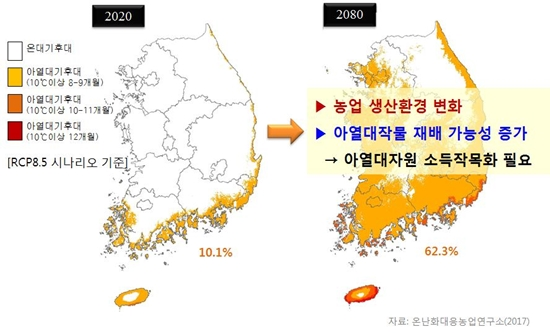 2020
2080
온대기후대
아열대기후대
(10℃이상 8~9개월)
아열대기후대
(10℃이상 10~11개월)
아열대기후대
(10℃이상 12개월)
[RCP8.5 시나리오 기준]
▶ 농업 생산환경 변화
▶ 아열대작물 재배 가능성 증가
→ 아열대자원 소득작목화 필요
10.1%
62.3%
자료: 온난화대응농업연구소(2017)